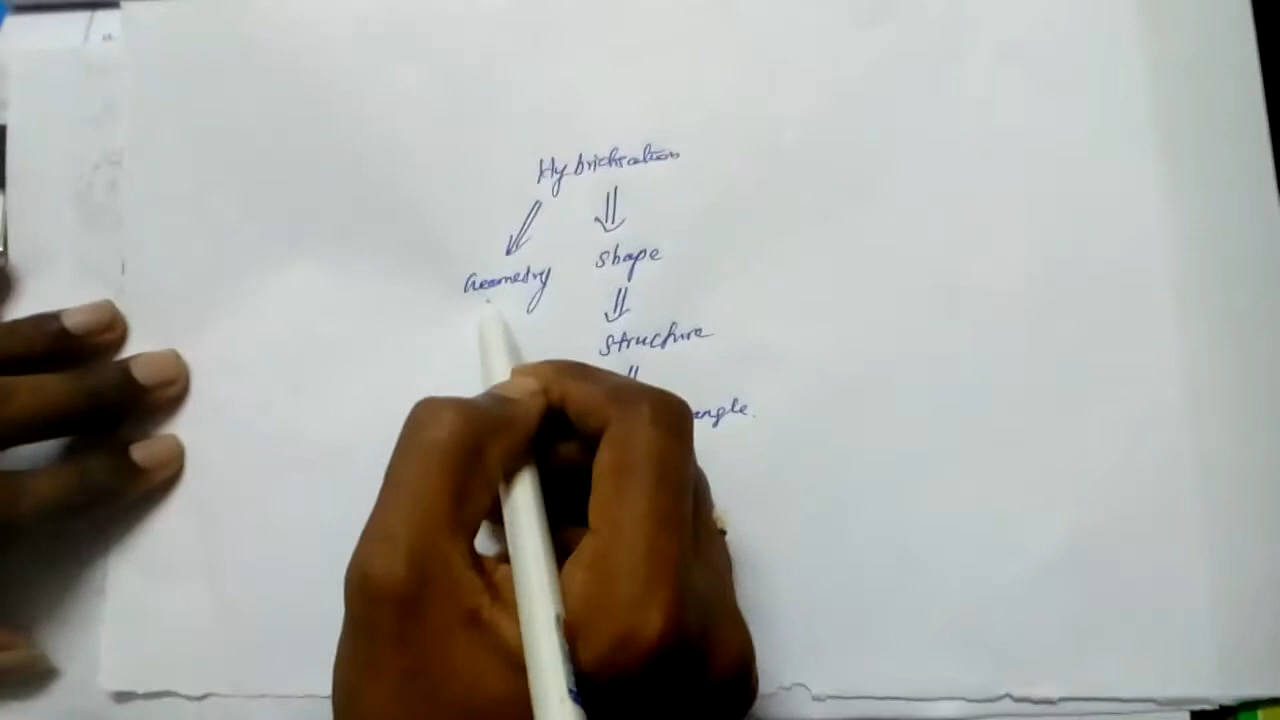 Hybridisation
Geometry
Shape
Structure
angle.